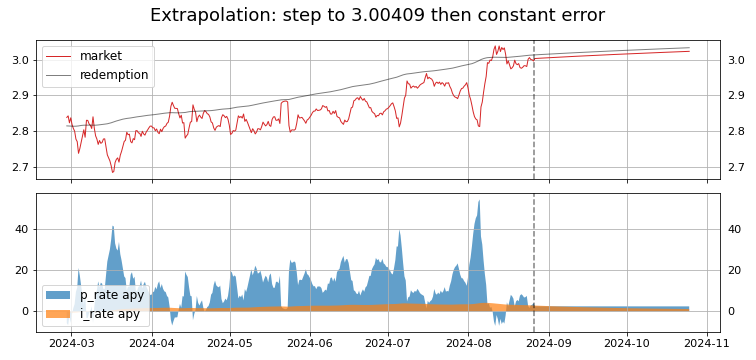 Extrapolation: step to 3.00409 then constant error
market
redemption
3.0 3.0
2.9 2.9
2.8 2.8
2.7 2.7
40 40
20 20
0 0
p_rate apy
r_rate apy
2024-03 2024-04 2024-05 2024-06 2024-07 2024-08 2024-09 2024-10 2024-11